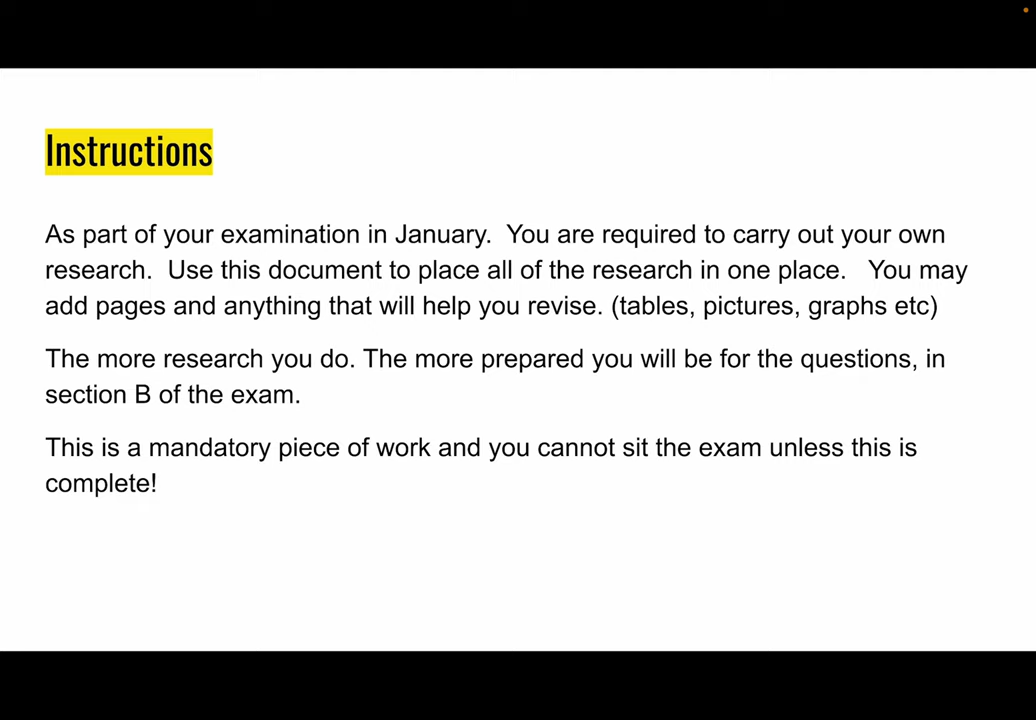 Instructions
As part of your examination in January.  You are required to carry out your own
research.  Use this document to place all of the research in one place.   You may
add pages and anything that will help you revise. (tables, pictures, graphs etc)
The more research you do. The more prepared you will be for the questions, in
section B of the exam.
This is a mandatory piece of work and you cannot sit the exam unless this is
complete!